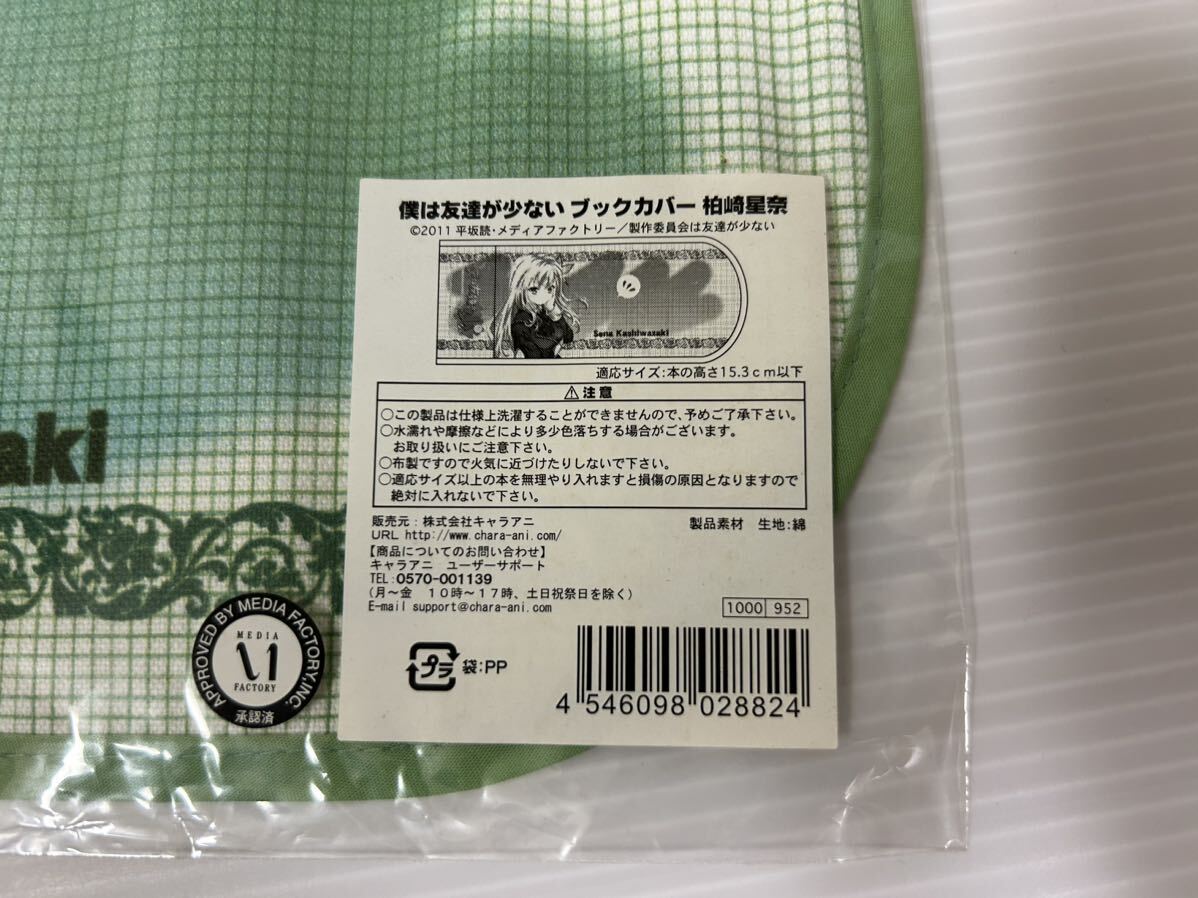 僕は友達が少ない ブックカバー 柏崎星奈
©2011 平坂読・メディアファクトリー／製作委員会は友達が少ない
Sena Kashiwazaki
適応サイズ:本の高さ15.3cm以下
⚠注意
○この製品は仕様上洗濯することができませんので、予めご了承下さい。
○水濡れや摩擦などにより多少色落ちする場合がございます。
お取り扱いにご注意下さい。
○布製ですので火気に近づけたりしないで下さい。
○適応サイズ以上の本を無理やり入れますと損傷の原因となりますので
絶対に入れないで下さい。
販売元：株式会社キャラアニ
製品素材 生地:綿
URL http://www.chara-ani.com/
【商品についてのお問い合わせ】
キャラアニ ユーザーサポート
TEL:0570-001139
(月～金 10時～17時、土日祝祭日を除く)
E-mail support@chara-ani.com
1000 952
プラ 袋:PP
4 546098 028824
aki
APPROVED BY MEDIA FACTORY,INC.
MEDIA
FACTORY
承認済